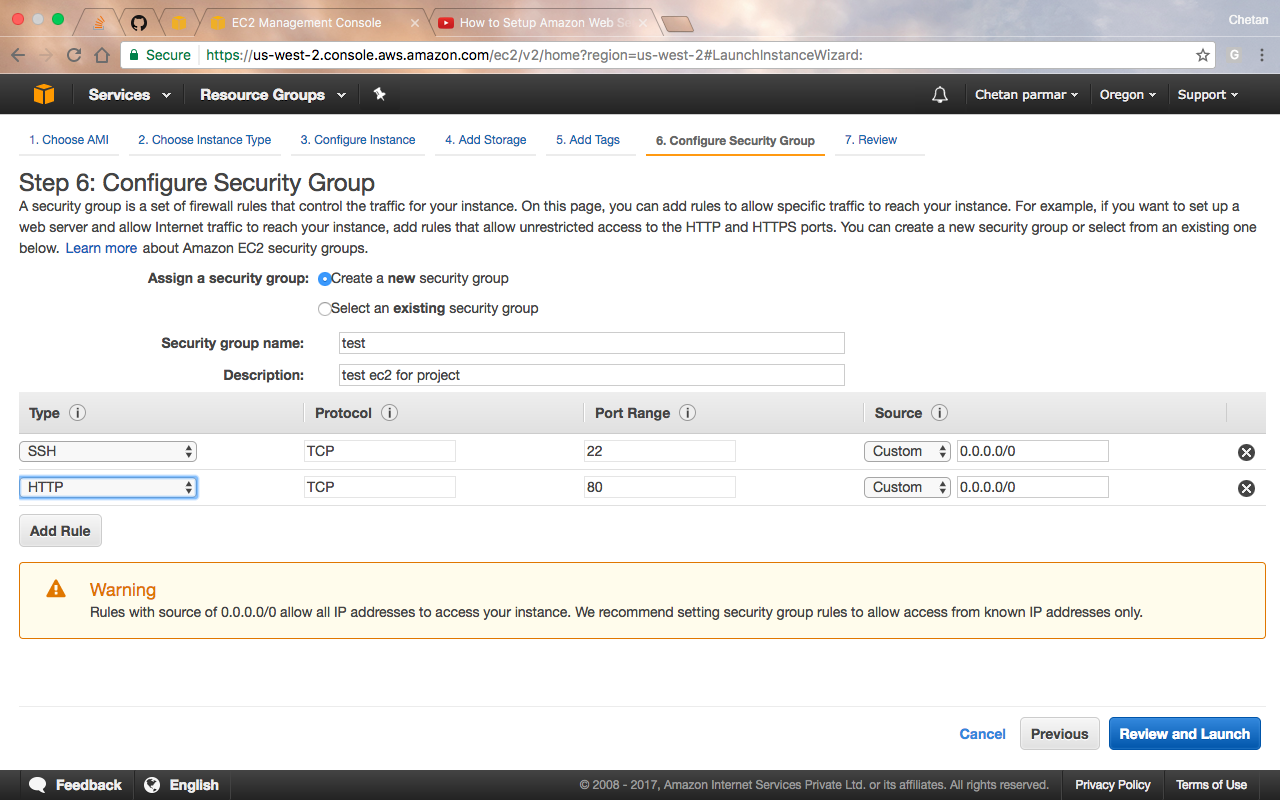 EC2 Management Console
How to Setup Amazon Web Se
Chetan
Secure
https://us-west-2.console.aws.amazon.com/ec2/v2/home?region=us-west-2#LaunchInstanceWizard:
G
Services
Resource Groups
Chetan parmar
Oregon
Support
1. Choose AMI
2. Choose Instance Type
3. Configure Instance
4. Add Storage
5. Add Tags
6. Configure Security Group
7. Review
Step 6: Configure Security Group
A security group is a set of firewall rules that control the traffic for your instance. On this page, you can add rules to allow specific traffic to reach your instance. For example, if you want to set up a
web server and allow Internet traffic to reach your instance, add rules that allow unrestricted access to the HTTP and HTTPS ports. You can create a new security group or select from an existing one
below. Learn more about Amazon EC2 security groups.
Assign a security group: Create a new security group
Select an existing security group
Security group name: test
Description: test ec2 for project
Type i Protocol i Port Range i Source i
SSH TCP 22 Custom 0.0.0.0/0
HTTP TCP 80 Custom 0.0.0.0/0
Add Rule
Warning
Rules with source of 0.0.0.0/0 allow all IP addresses to access your instance. We recommend setting security group rules to allow access from known IP addresses only.
Cancel
Previous
Review and Launch
Feedback
English
© 2008 - 2017, Amazon Internet Services Private Ltd. or its affiliates. All rights reserved.
Privacy Policy
Terms of Use